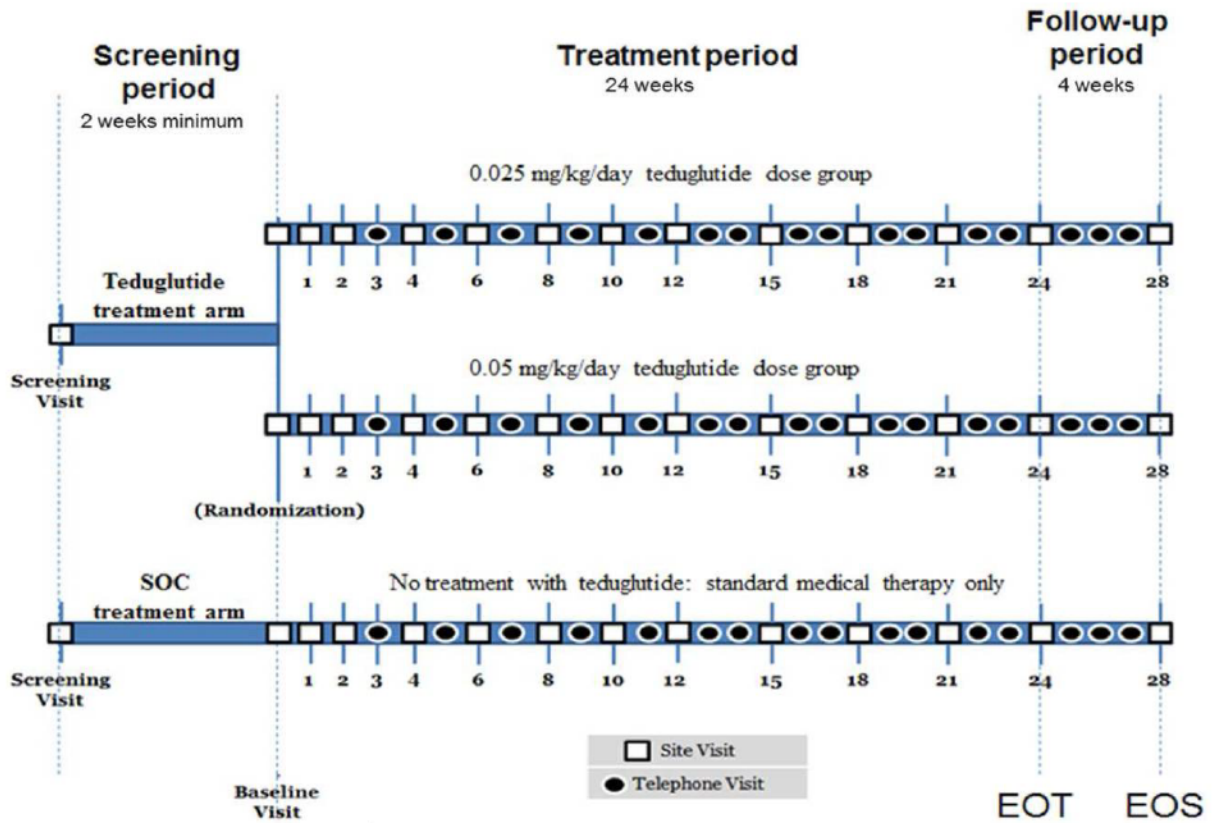 Screening
period
2 weeks minimum
Treatment period
24 weeks
Follow-up
period
4 weeks
0.025 mg/kg/day teduglutide dose group
1 2 3 4 6 8 10 12 15 18 21 24 28
Teduglutide
treatment arm
Screening
Visit
0.05 mg/kg/day teduglutide dose group
1 2 3 4 6 8 10 12 15 18 21 24 28
(Randomization)
SOC
treatment arm
No treatment with teduglutide: standard medical therapy only
1 2 3 4 6 8 10 12 15 18 21 24 28
Screening
Visit
Site Visit
Telephone Visit
Baseline
Visit
EOT
EOS